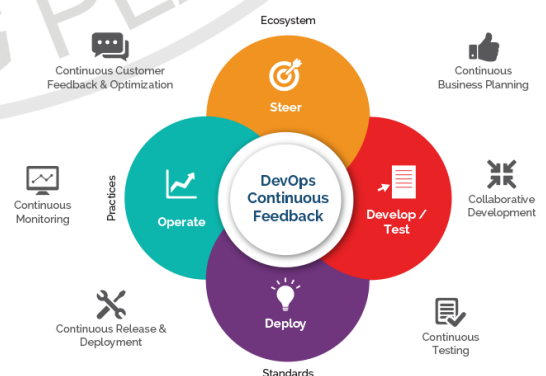 Ecosystem
Continuous Customer
Feedback & Optimization
Continuous
Business Planning
Steer
Continuous
Monitoring
Practices
Operate
DevOps
Continuous
Feedback
Develop /
Test
Collaborative
Development
Continuous Release &
Deployment
Deploy
Continuous
Testing
Standards